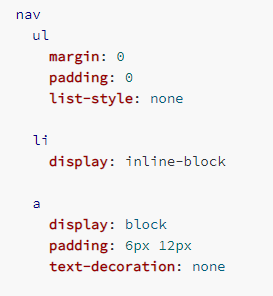 nav
  ul
    margin: 0
    padding: 0
    list-style: none

  li
    display: inline-block

  a
    display: block
    padding: 6px 12px
    text-decoration: none